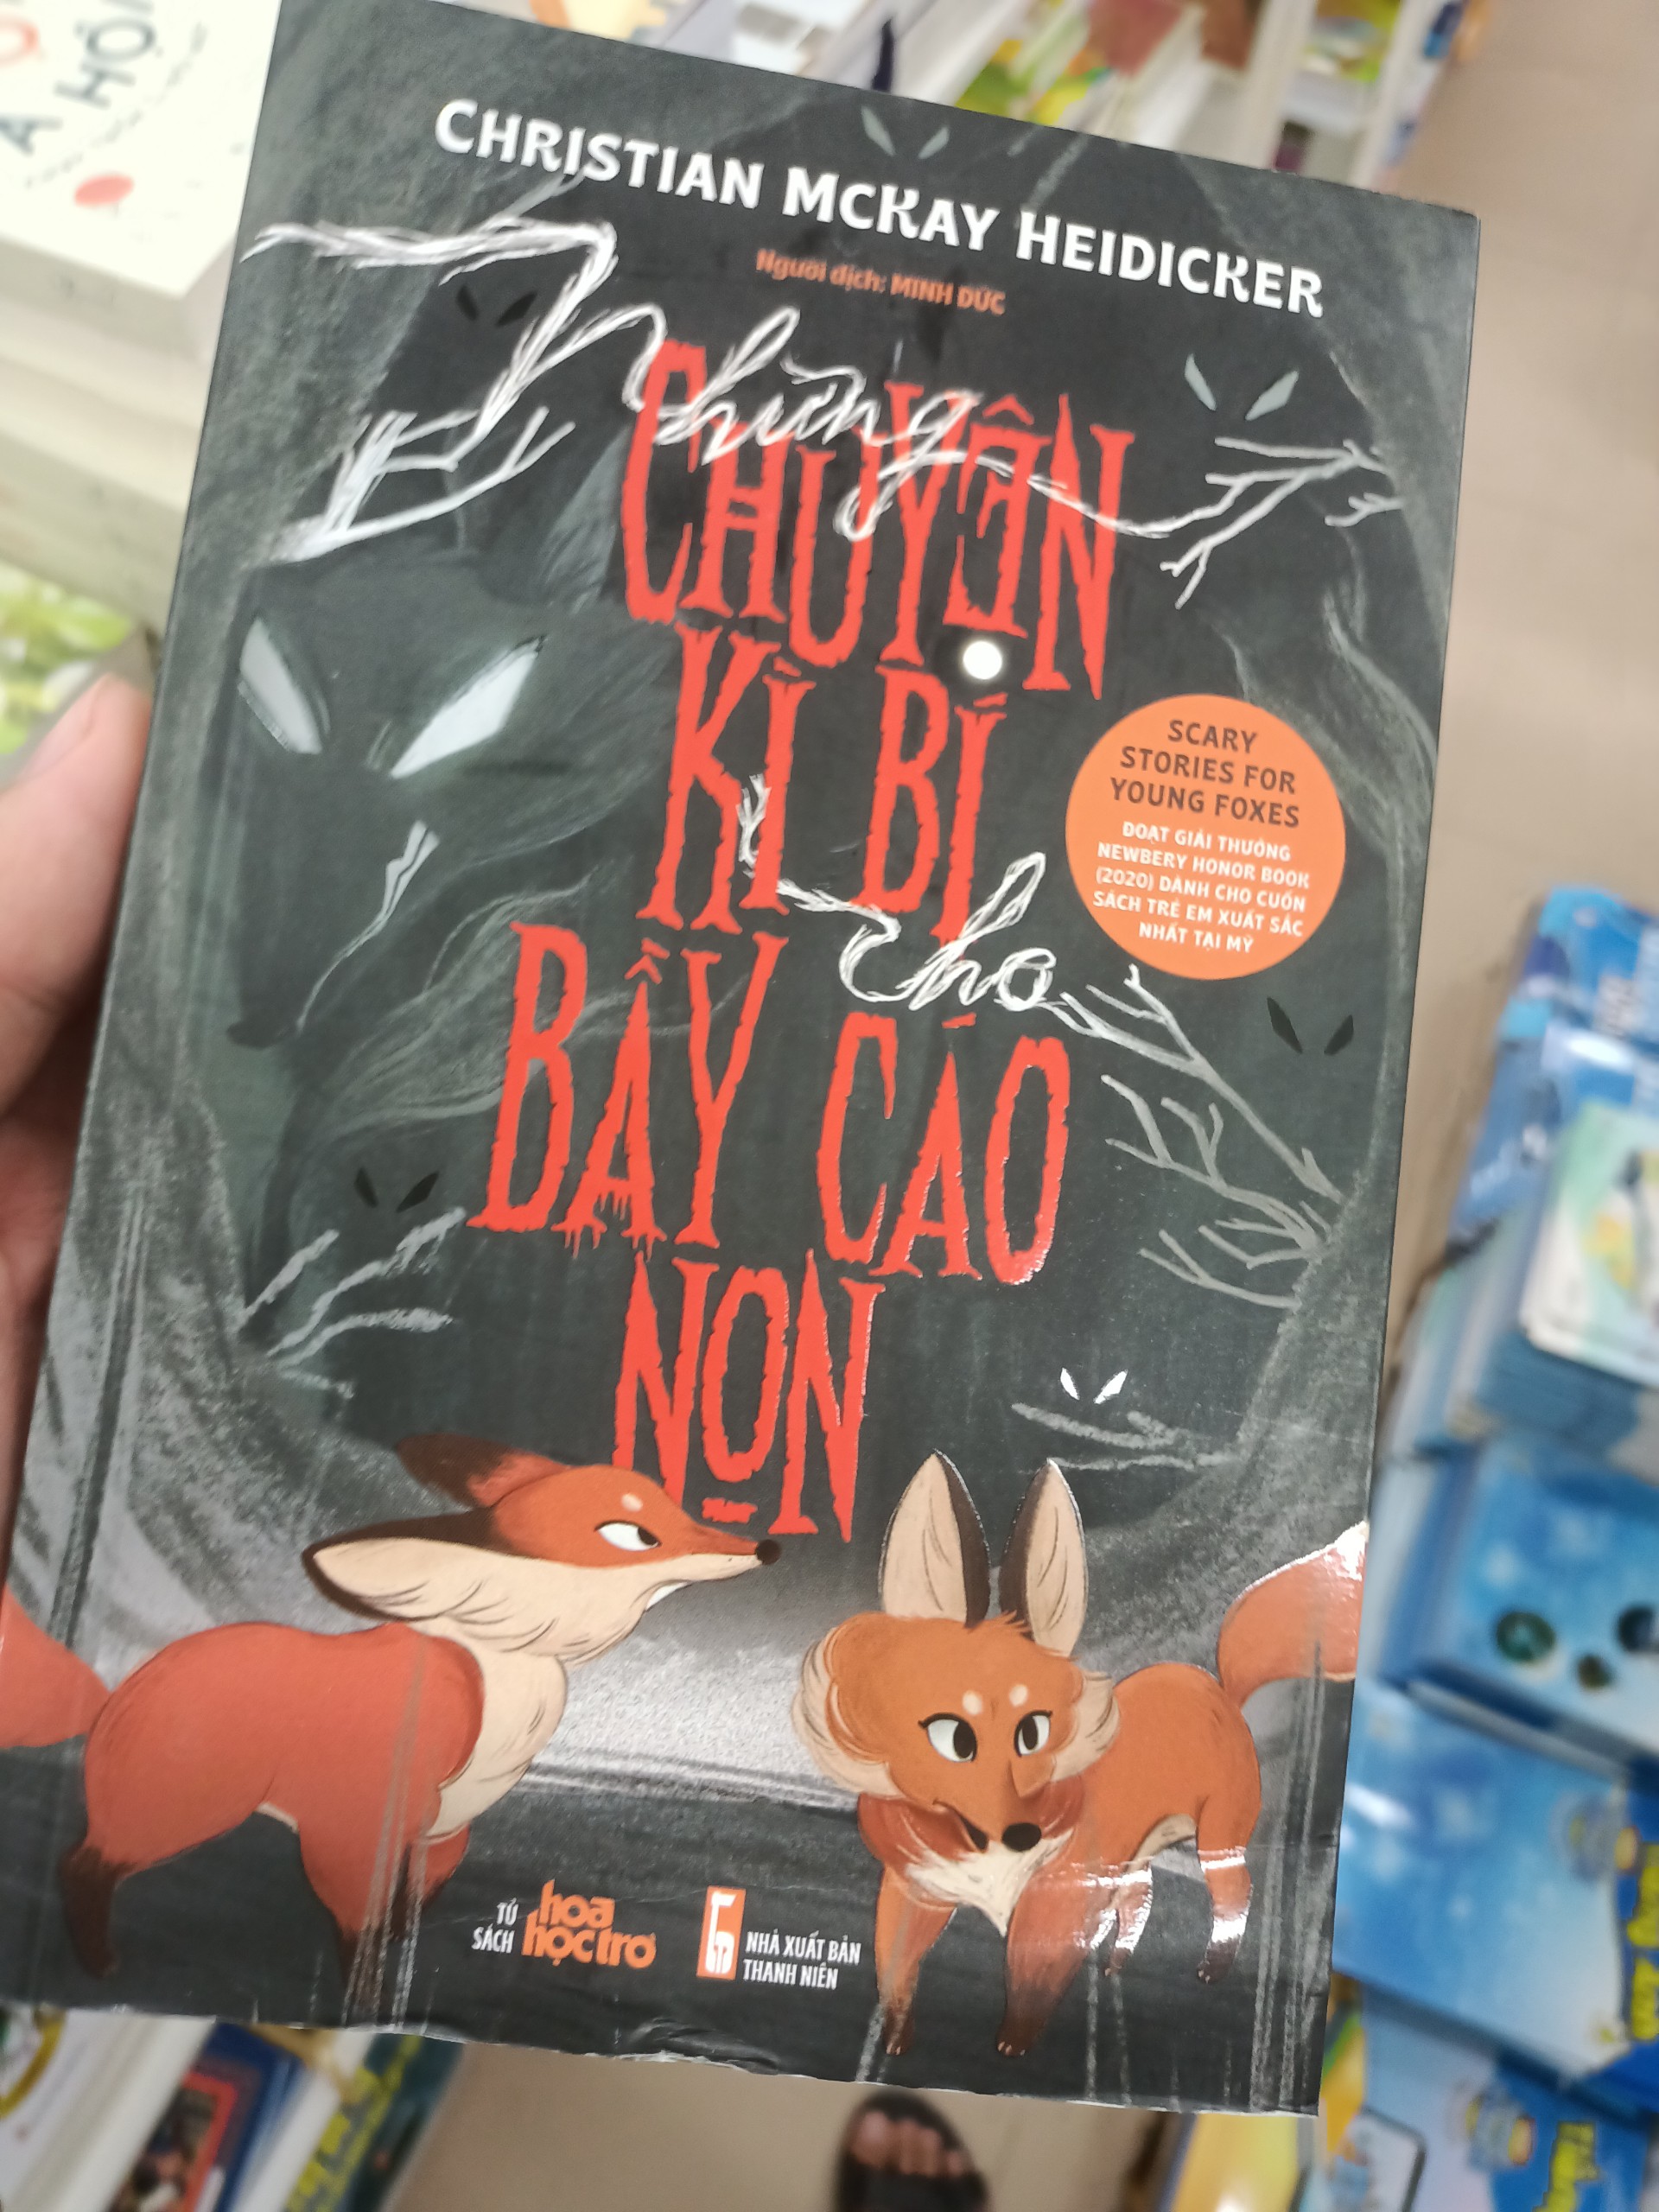 CHRISTIAN MCKAY HEIDICKER
Người dịch: MINH ĐỨC
Những
CHUYỆN
KÌ BÍ
cho
BẦY CÁO
NON
SCARY
STORIES FOR
YOUNG FOXES
ĐOẠT GIẢI THƯỞNG
NEWBERY HONOR BOOK
(2020) DÀNH CHO CUỐN
SÁCH TRẺ EM XUẤT SẮC
NHẤT TẠI MỸ
TỦ
SÁCH
hoa
học trò
NHÀ XUẤT BẢN
THANH NIÊN